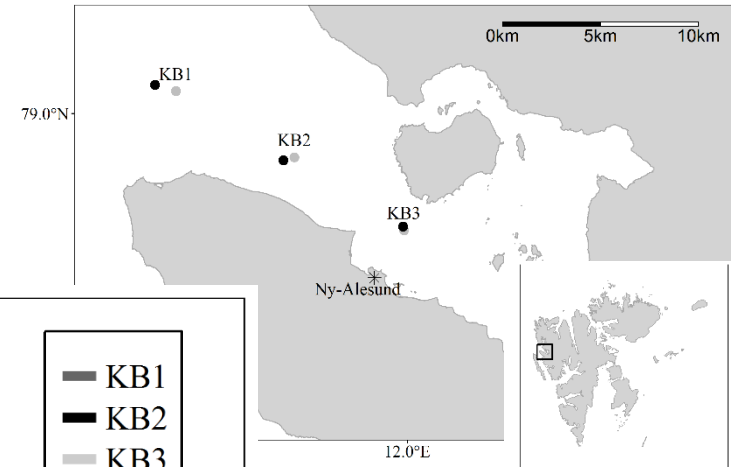 0km 5km 10km
KB1
79.0°N
KB2
KB3
Ny-Alesund
KB1
KB2
KB3
12.0°E